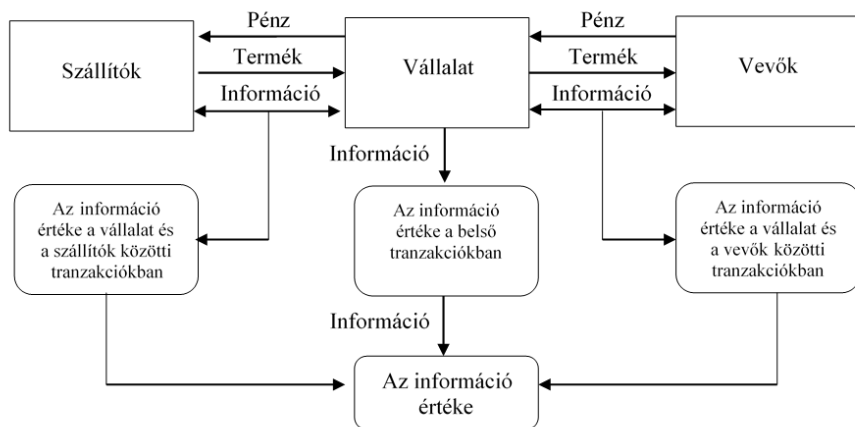 Pénz
Pénz
Szállítók
Termék
Vállalat
Termék
Vevők
Információ
Információ
Információ
Az információ
értéke a vállalat és
a szállítók közötti
tranzakciókban
Az információ
értéke a belső
tranzakciókban
Az információ
értéke a vállalat és
a vevők közötti
tranzakciókban
Információ
Az információ
értéke